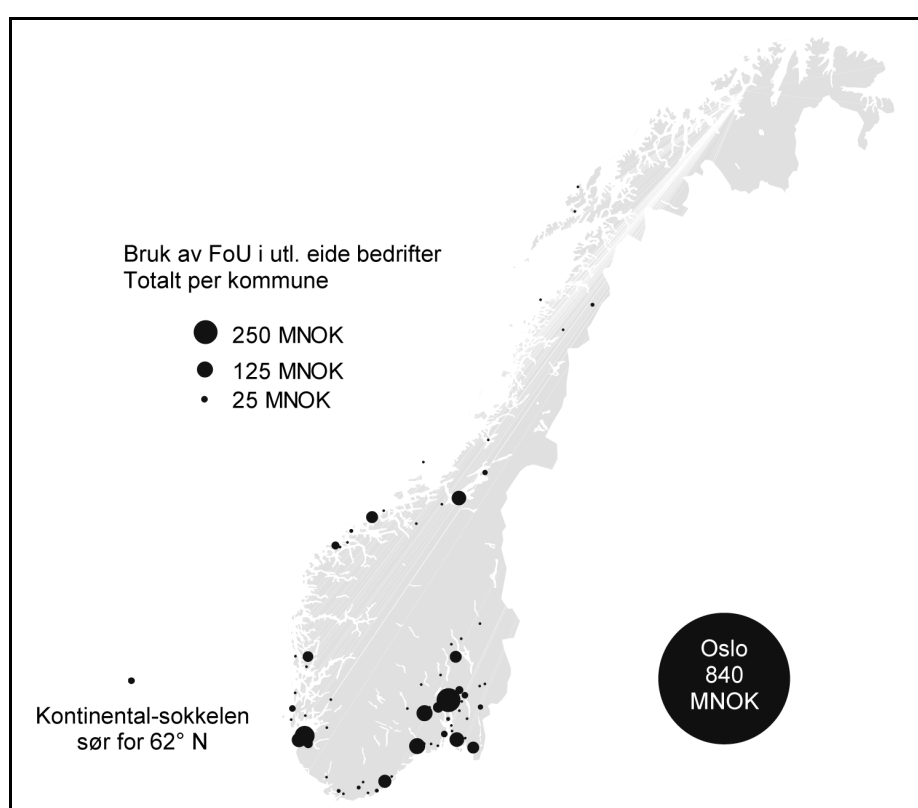 Bruk av FoU i utl. eide bedrifter
Totalt per kommune
250 MNOK
125 MNOK
25 MNOK
Oslo
840
MNOK
Kontinental-sokkelen
sør for 62° N